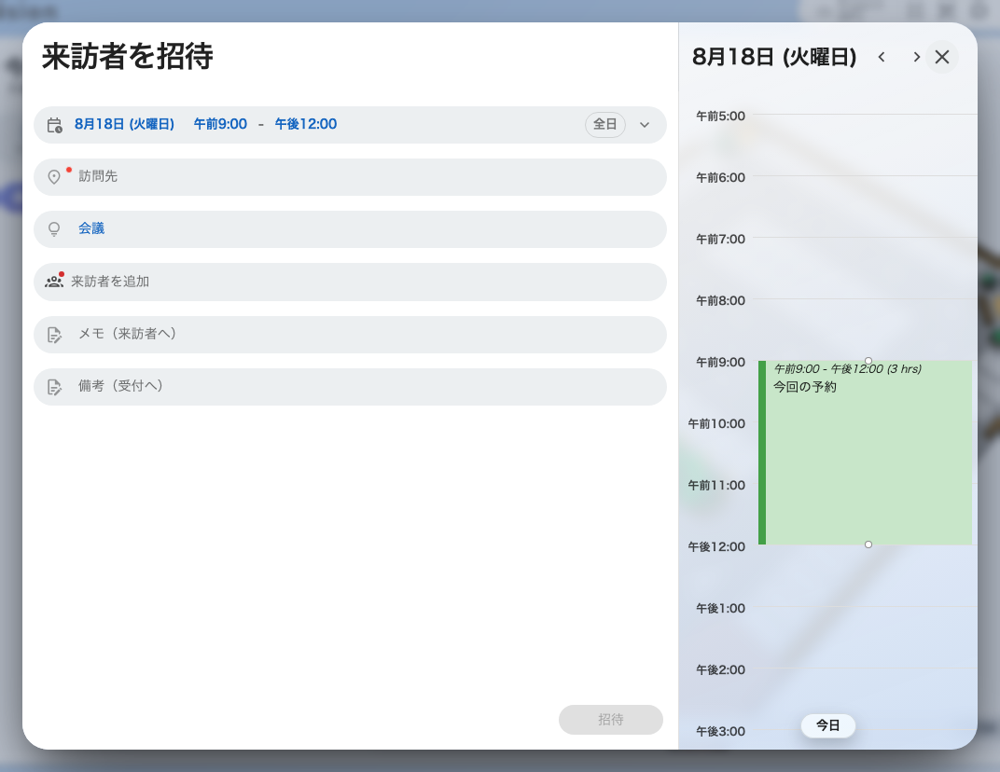 来訪者を招待
8月18日 (火曜日) 午前9:00 - 午後12:00 全日
訪問先
会議
来訪者を追加
メモ（来訪者へ）
備考（受付へ）
招待
8月18日 (火曜日)
午前5:00
午前6:00
午前7:00
午前8:00
午前9:00
午前9:00 - 午後12:00 (3 hrs)
今回の予約
午前10:00
午前11:00
午後12:00
午後1:00
午後2:00
午後3:00
今日